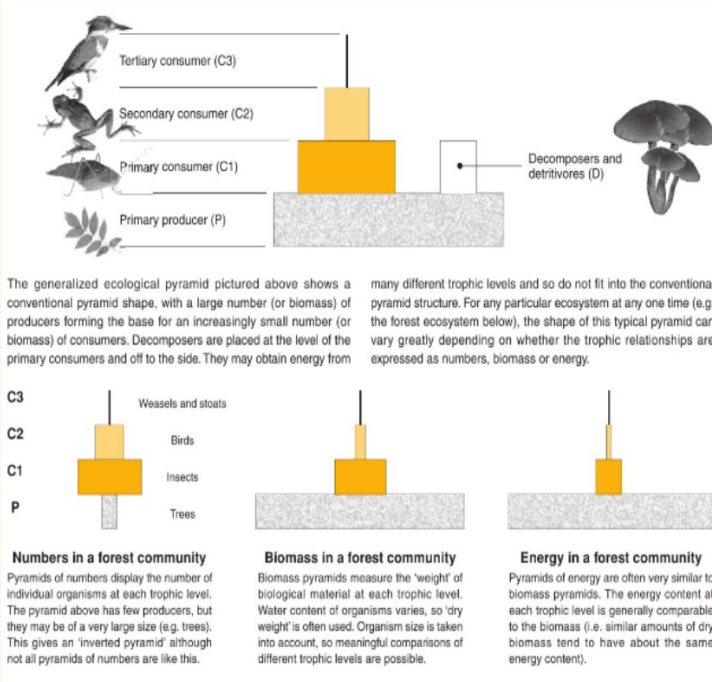 Tertiary consumer (C3)
Secondary consumer (C2)
Primary consumer (C1)
Decomposers and
detritivores (D)
Primary producer (P)
The generalized ecological pyramid pictured above shows a
conventional pyramid shape, with a large number (or biomass) of
producers forming the base for an increasingly small number (or
biomass) of consumers. Decomposers are placed at the level of the
primary consumers and off to the side. They may obtain energy from
many different trophic levels and so do not fit into the conventiona
pyramid structure. For any particular ecosystem at any one time (e.g
the forest ecosystem below), the shape of this typical pyramid can
vary greatly depending on whether the trophic relationships are
expressed as numbers, biomass or energy.
C3
Weasels and stoats
C2
Birds
C1
Insects
P
Trees
Numbers in a forest community
Pyramids of numbers display the number of
individual organisms at each trophic level.
The pyramid above has few producers, but
they may be of a very large size (e.g. trees).
This gives an 'inverted pyramid' although
not all pyramids of numbers are like this.
Biomass in a forest community
Biomass pyramids measure the 'weight' of
biological material at each trophic level.
Water content of organisms varies, so 'dry
weight' is often used. Organism size is taken
into account, so meaningful comparisons of
different trophic levels are possible.
Energy in a forest community
Pyramids of energy are often very similar to
biomass pyramids. The energy content at
each trophic level is generally comparable
to the biomass (i.e. similar amounts of dry
biomass tend to have about the same
energy content).